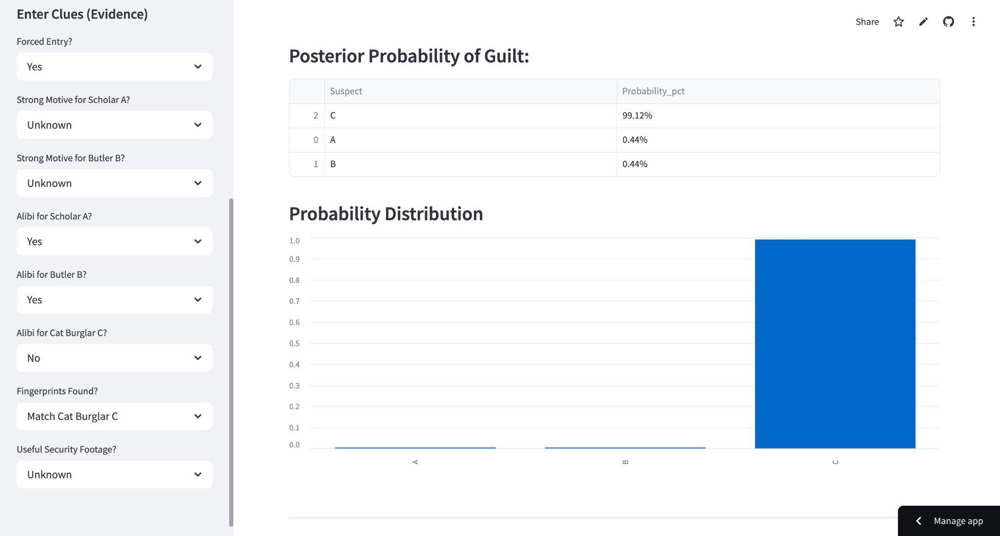 Enter Clues (Evidence)
Forced Entry?
Yes
Strong Motive for Scholar A?
Unknown
Strong Motive for Butler B?
Unknown
Alibi for Scholar A?
Yes
Alibi for Butler B?
Yes
Alibi for Cat Burglar C?
No
Fingerprints Found?
Match Cat Burglar C
Useful Security Footage?
Unknown
Share
Posterior Probability of Guilt:
Suspect Probability_pct
2 C 99.12%
0 A 0.44%
1 B 0.44%
Probability Distribution
1.0
0.9
0.8
0.7
0.6
0.5
0.4
0.3
0.2
0.1
0.0
A B C
Manage app